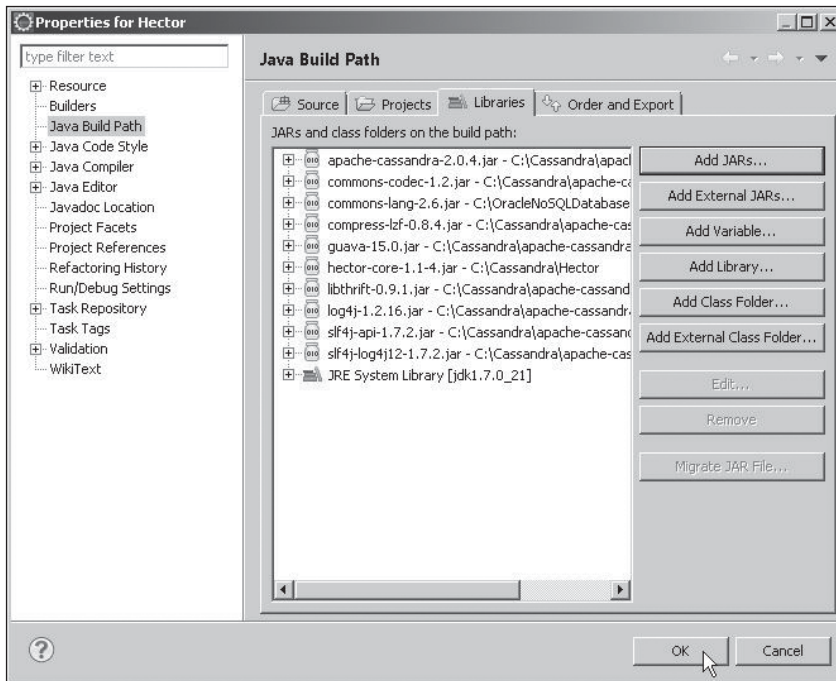 Properties for Hector
type filter text
Resource
Builders
Java Build Path
Java Code Style
Java Compiler
Java Editor
Javadoc Location
Project Facets
Project References
Refactoring History
Run/Debug Settings
Task Repository
Task Tags
Validation
WikiText
Java Build Path
Source Projects Libraries Order and Export
JARs and class folders on the build path:
apache-cassandra-2.0.4.jar - C:\Cassandra\apacl
commons-codec-1.2.jar - C:\Cassandra\apache-ca
commons-lang-2.6.jar - C:\OracleNoSQLDatabase
compress-lzf-0.8.4.jar - C:\Cassandra\apache-cas
guava-15.0.jar - C:\Cassandra\apache-cassandra
hector-core-1.1-4.jar - C:\Cassandra\Hector
libthrift-0.9.1.jar - C:\Cassandra\apache-cassand
log4j-1.2.16.jar - C:\Cassandra\apache-cassandra.
slf4j-api-1.7.2.jar - C:\Cassandra\apache-cassand
slf4j-log4j12-1.7.2.jar - C:\Cassandra\apache-cas
JRE System Library [jdk1.7.0_21]
Add JARs...
Add External JARs...
Add Variable...
Add Library...
Add Class Folder...
Add External Class Folder...
Edit...
Remove
Migrate JAR File...
OK
Cancel